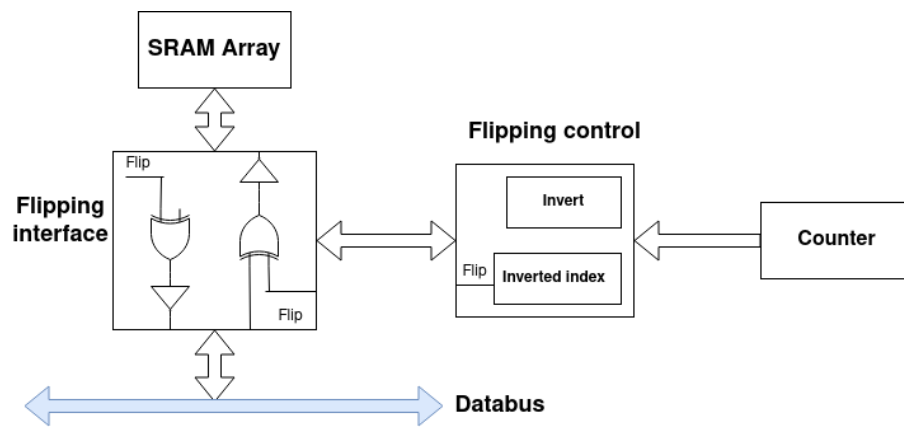 SRAM Array
Flipping control
Flip
Flipping
interface
Invert
Counter
Flip
Inverted index
Flip
Databus